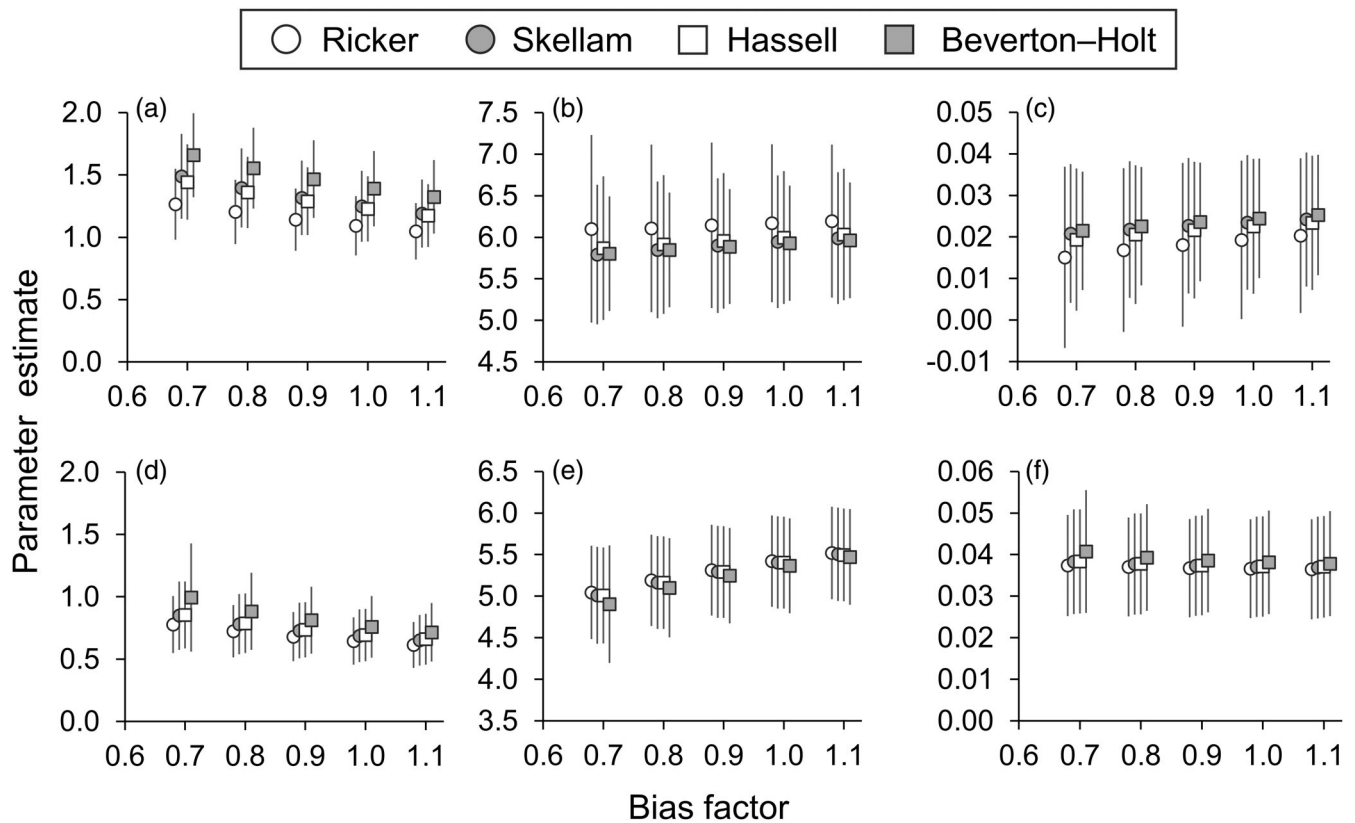 Ricker Skellam Hassell Beverton–Holt
(a) (b) (c)
2.0 1.5 1.0 0.5 0.0
0.6 0.7 0.8 0.9 1.0 1.1
7.5 7.0 6.5 6.0 5.5 5.0 4.5
0.6 0.7 0.8 0.9 1.0 1.1
0.05 0.04 0.03 0.02 0.01 0.00 -0.01
0.6 0.7 0.8 0.9 1.0 1.1
Parameter estimate
(d) (e) (f)
2.0 1.5 1.0 0.5 0.0
0.6 0.7 0.8 0.9 1.0 1.1
6.5 6.0 5.5 5.0 4.5 4.0 3.5
0.6 0.7 0.8 0.9 1.0 1.1
0.06 0.05 0.04 0.03 0.02 0.01 0.00
0.6 0.7 0.8 0.9 1.0 1.1
Bias factor